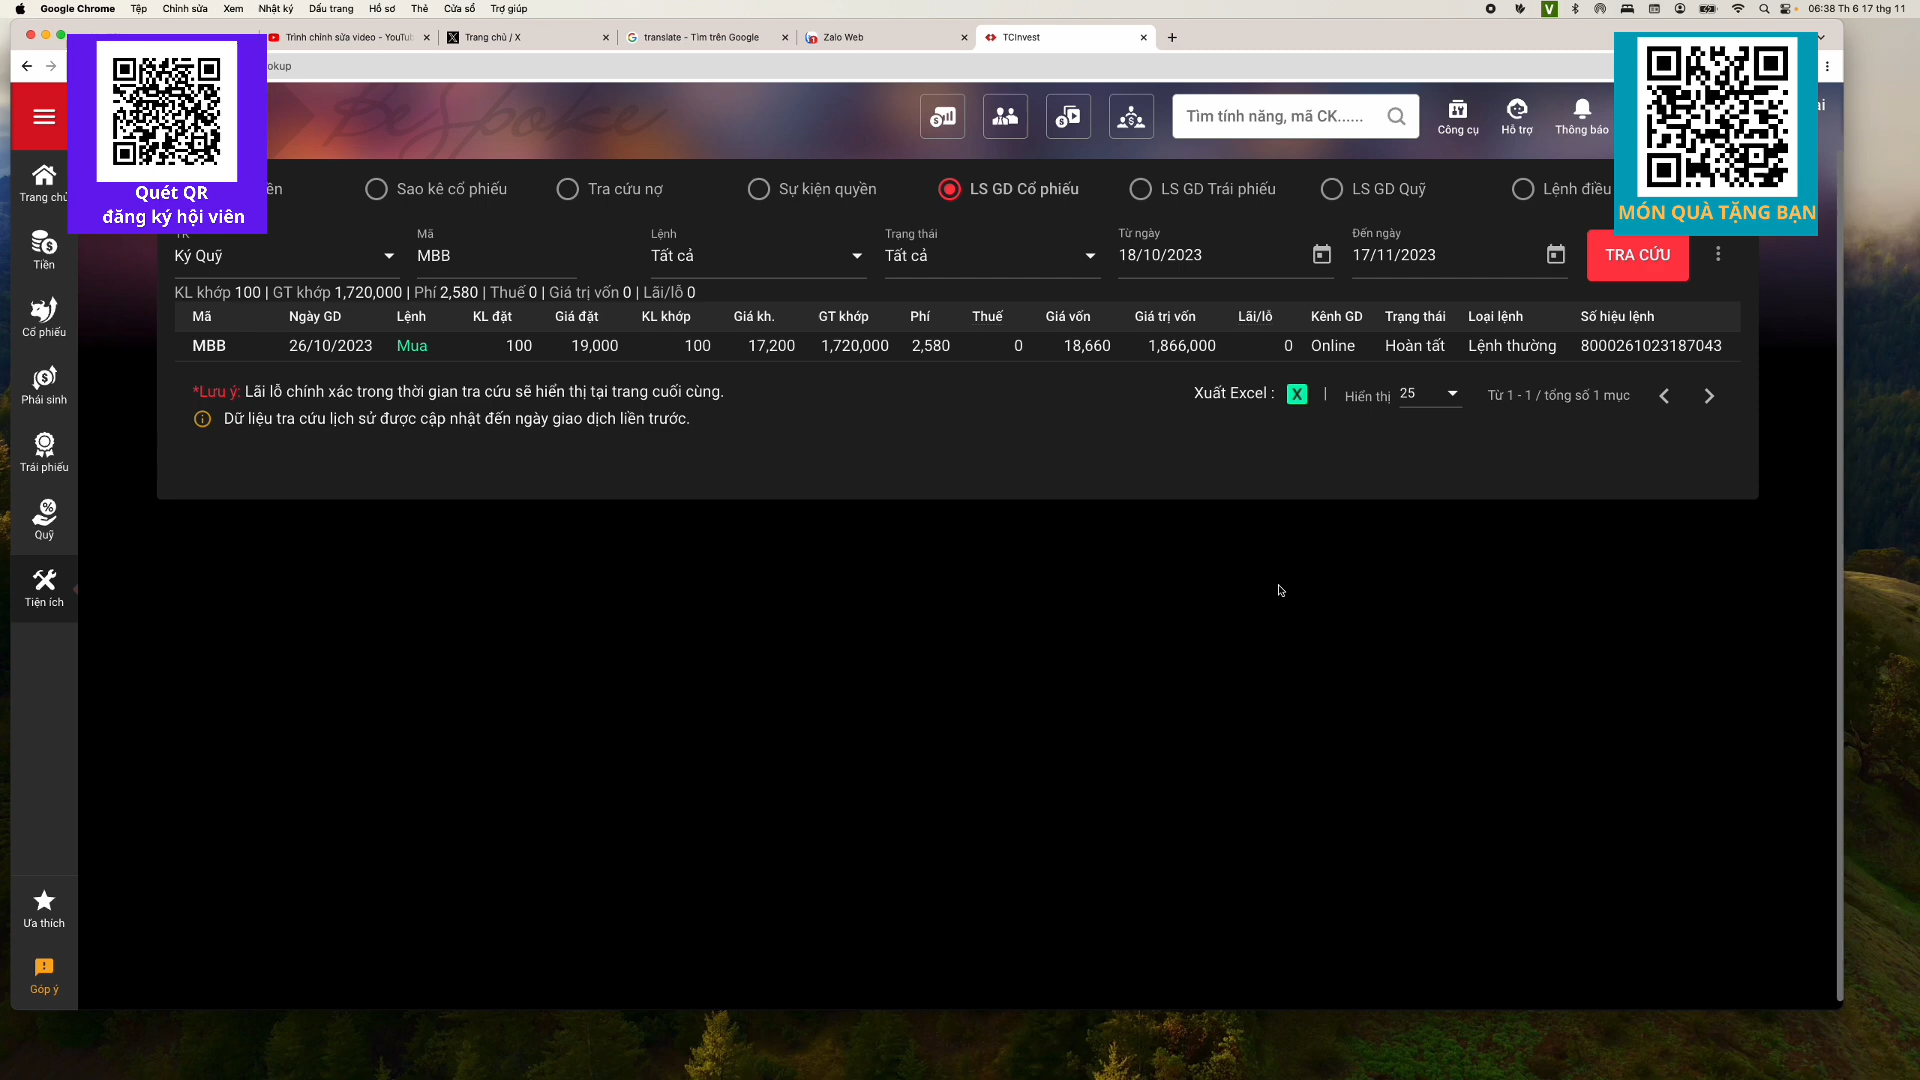 Google Chrome Tệp Chỉnh sửa Xem Nhật ký Dấu trang Hồ sơ Thẻ Cửa sổ Trợ giúp V 06:38 Th 6 17 thg 11
Trình chỉnh sửa video - YouTu Trang chủ / X translate - Tìm trên Google Zalo Web TCInvest
okup
BeSpoke
Tìm tính năng, mã CK......
Công cụ Hỗ trợ Thông báo
Quét QR
đăng ký hội viên
MÓN QUÀ TẶNG BẠN
Sao kê cổ phiếu Tra cứu nợ Sự kiện quyền LS GD Cổ phiếu LS GD Trái phiếu LS GD Quỹ Lệnh điều
TK Mã Lệnh Trạng thái Từ ngày Đến ngày
Ký Quỹ MBB Tất cả Tất cả 18/10/2023 17/11/2023 TRA CỨU
KL khớp 100 | GT khớp 1,720,000 | Phí 2,580 | Thuế 0 | Giá trị vốn 0 | Lãi/lỗ 0
Mã Ngày GD Lệnh KL đặt Giá đặt KL khớp Giá kh. GT khớp Phí Thuế Giá vốn Giá trị vốn Lãi/lỗ Kênh GD Trạng thái Loại lệnh Số hiệu lệnh
MBB 26/10/2023 Mua 100 19,000 100 17,200 1,720,000 2,580 0 18,660 1,866,000 0 Online Hoàn tất Lệnh thường 8000261023187043
*Lưu ý: Lãi lỗ chính xác trong thời gian tra cứu sẽ hiển thị tại trang cuối cùng.
Dữ liệu tra cứu lịch sử được cập nhật đến ngày giao dịch liền trước.
Xuất Excel : X | Hiển thị 25 Từ 1 - 1 / tổng số 1 mục
Trang chủ
Tiền
Cổ phiếu
Phái sinh
Trái phiếu
Quỹ
Tiện ích
Ưa thích
Góp ý